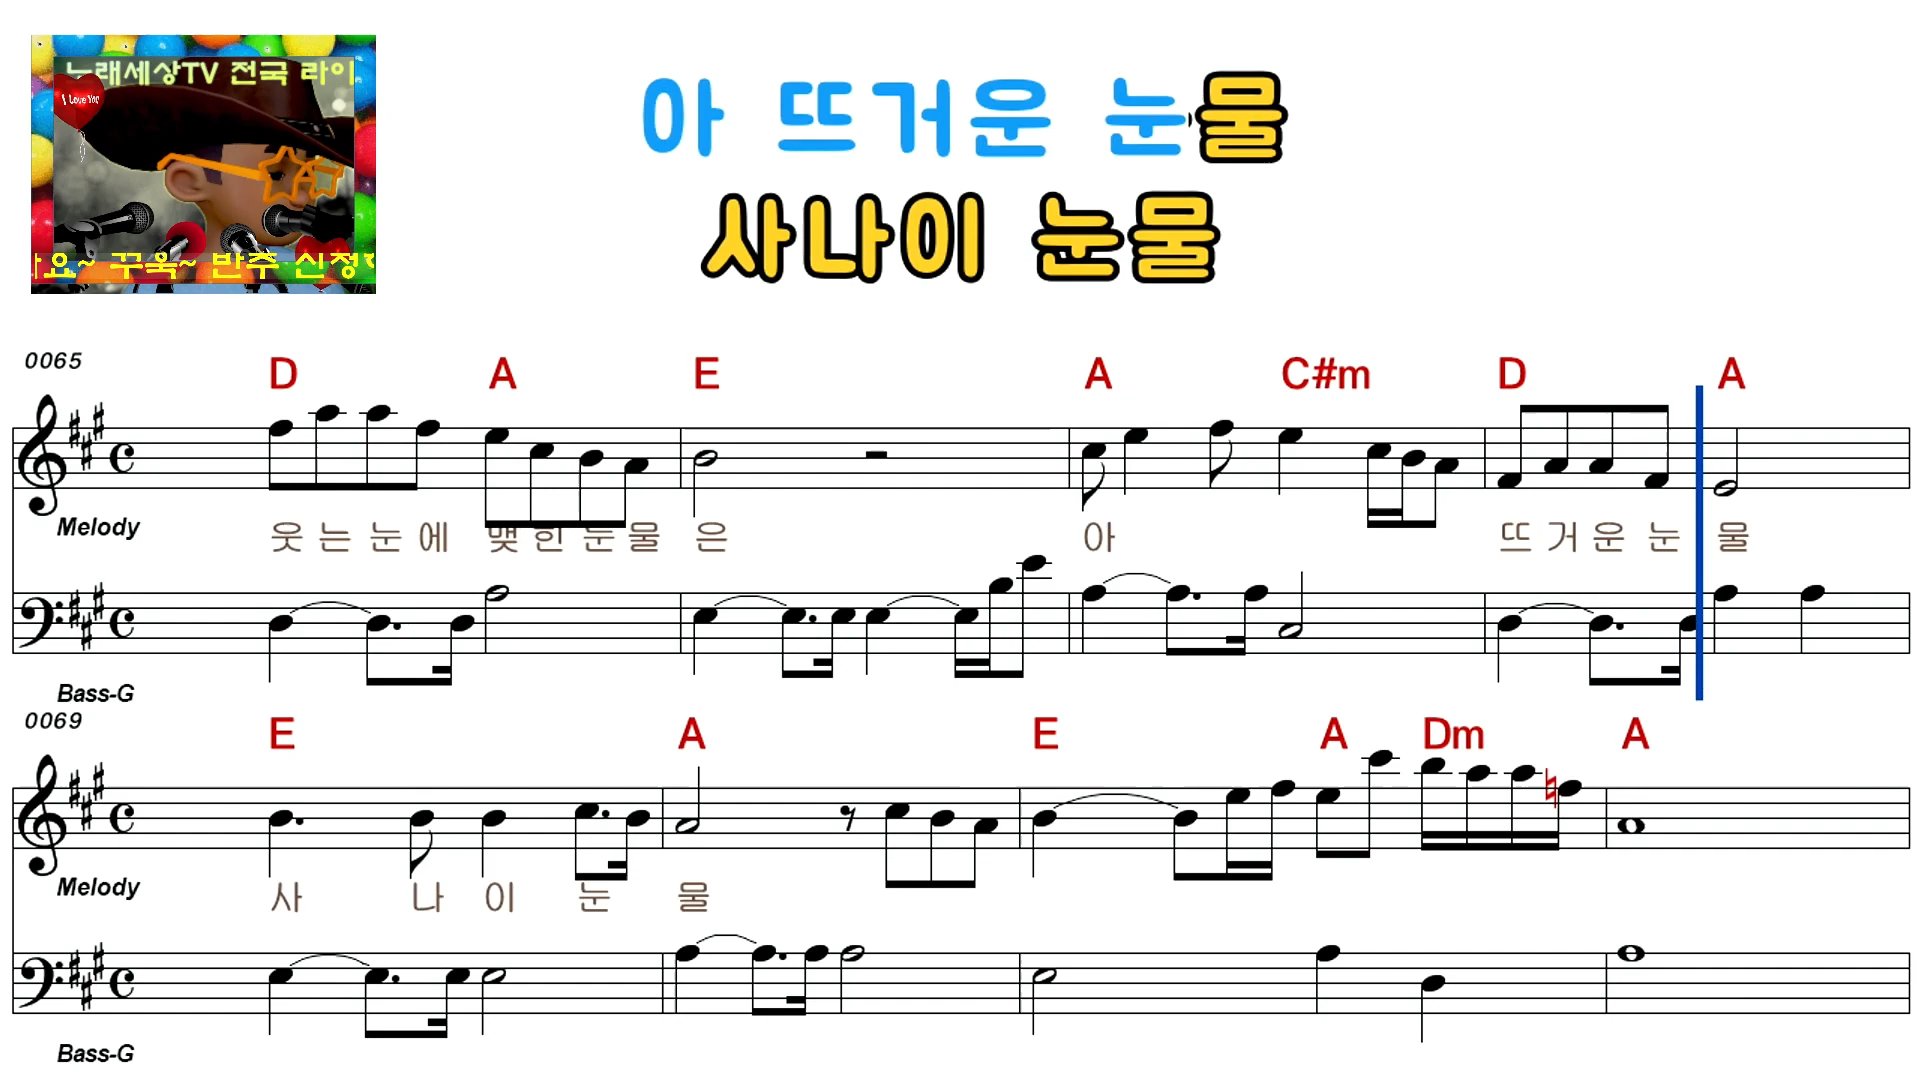 노래세상TV 전국 라이
I Love You
요~ 꾸욱~ 반주 신청
아 뜨거운 눈물
사나이 눈물
0065
D A E A C#m D A
Melody
웃는눈에 맺힌눈물은 아 뜨거운눈물
Bass-G
0069
E A E A Dm A
Melody
사나이눈물
Bass-G